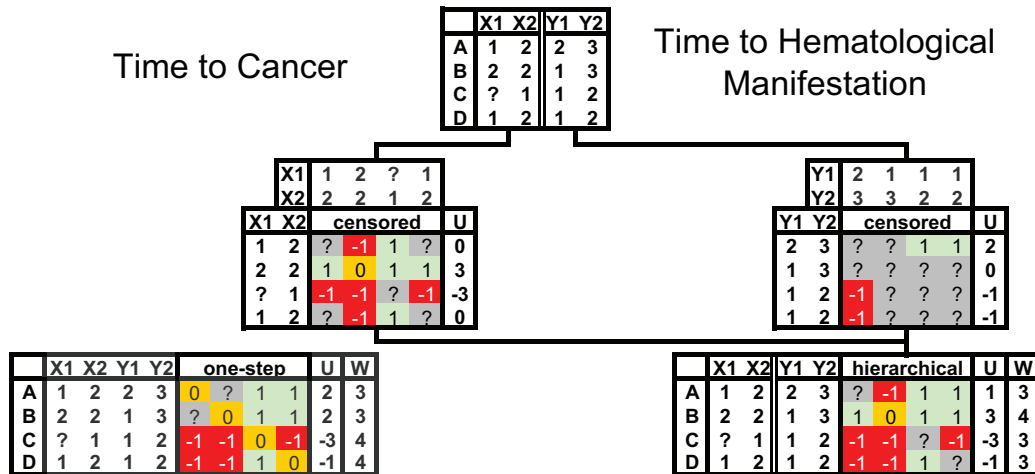 X1 X2 Y1 Y2
A 1 2 2 3
B 2 2 1 3
C ? 1 1 2
D 1 2 1 2
Time to Cancer
Time to Hematological
Manifestation
X1 1 2 ? 1
X2 2 2 1 2
X1 X2 censored U
1 2 ? -1 1 ? 0
2 2 1 0 1 1 3
? 1 -1 -1 ? -1 -3
1 2 ? -1 1 ? 0
Y1 2 1 1 1
Y2 3 3 2 2
Y1 Y2 censored U
2 3 ? ? 1 1 2
1 3 ? ? ? ? 0
1 2 -1 ? ? ? -1
1 2 -1 ? ? ? -1
X1 X2 Y1 Y2 one-step U W
A 1 2 2 3 0 ? 1 1 2 3
B 2 2 1 3 ? 0 1 1 2 3
C ? 1 1 2 -1 -1 0 -1 -3 4
D 1 2 1 2 -1 -1 1 0 -1 4
X1 X2 Y1 Y2 hierarchical U W
A 1 2 2 3 ? -1 1 1 1 3
B 2 2 1 3 1 0 1 1 3 4
C ? 1 1 2 -1 -1 ? -1 -3 3
D 1 2 1 2 -1 -1 1 ? -1 3